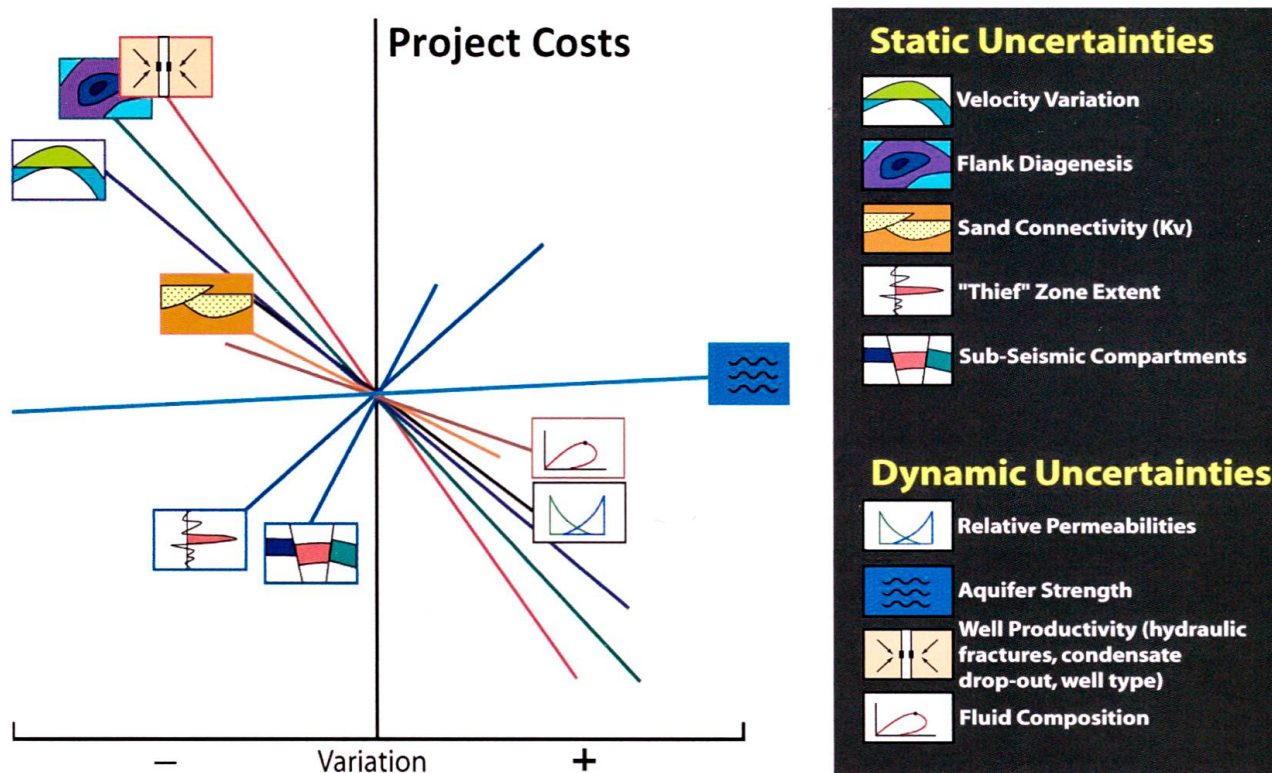 Project Costs
− Variation +
Static Uncertainties
Velocity Variation
Flank Diagenesis
Sand Connectivity (Kv)
"Thief" Zone Extent
Sub-Seismic Compartments
Dynamic Uncertainties
Relative Permeabilities
Aquifer Strength
Well Productivity (hydraulic
fractures, condensate
drop-out, well type)
Fluid Composition